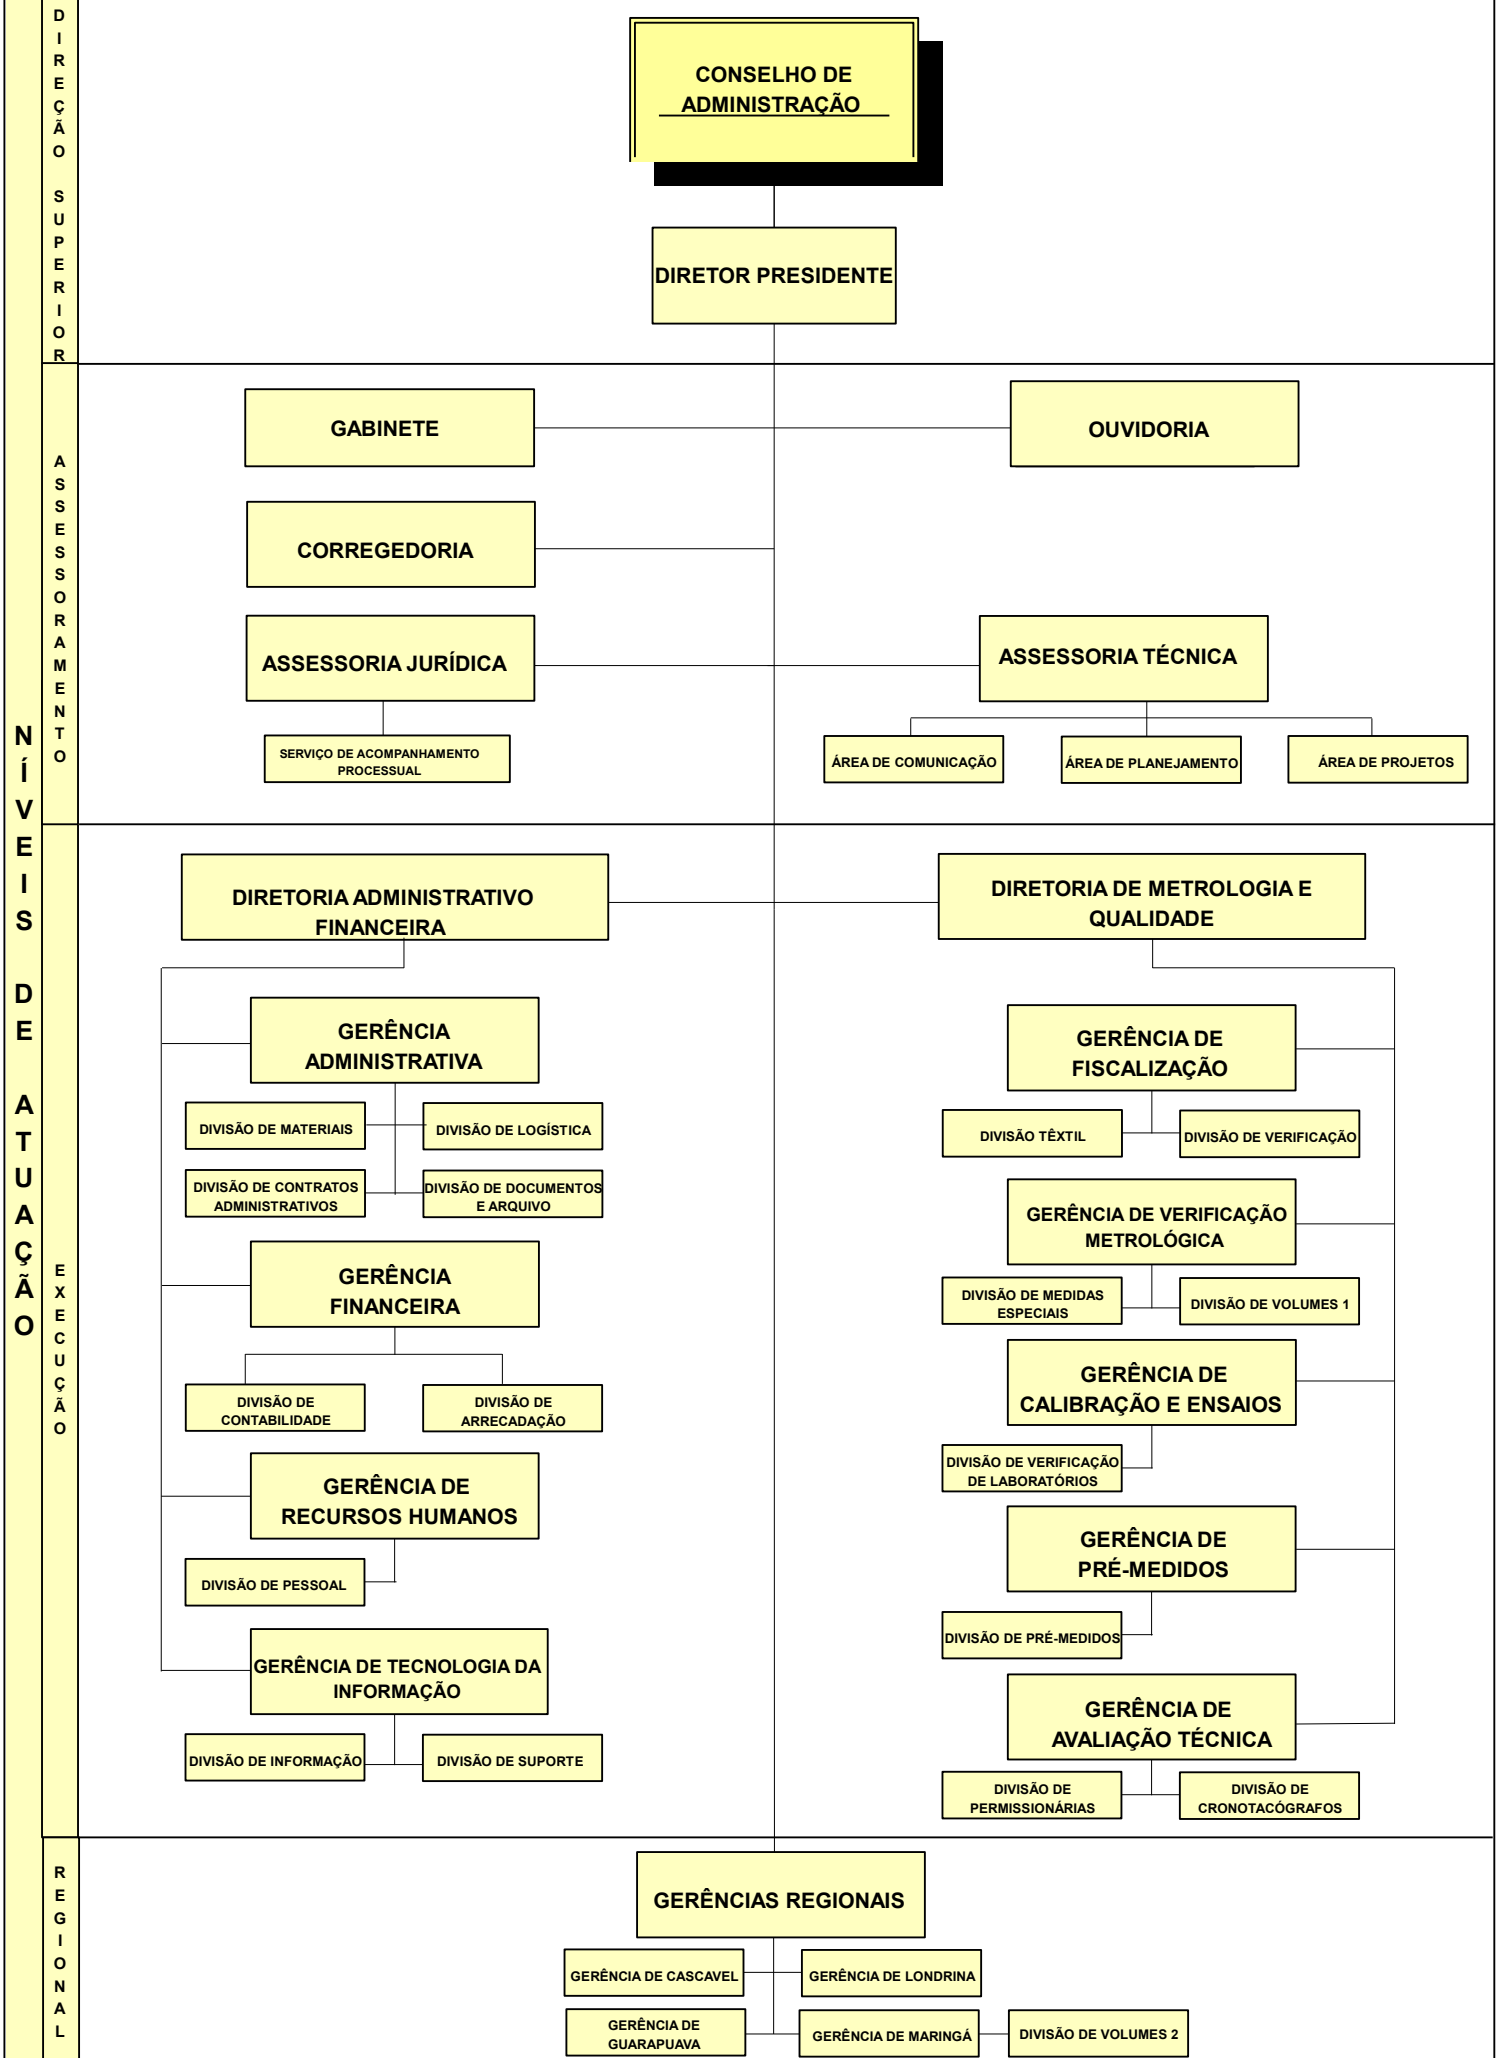 NÍVEIS DE ATUAÇÃO
DIREÇÃO SUPERIOR
CONSELHO DE
ADMINISTRAÇÃO
DIRETOR PRESIDENTE
ASSESSORAMENTO
GABINETE
OUVIDORIA
CORREGEDORIA
ASSESSORIA JURÍDICA
ASSESSORIA TÉCNICA
SERVIÇO DE ACOMPANHAMENTO
PROCESSUAL
ÁREA DE COMUNICAÇÃO
ÁREA DE PLANEJAMENTO
ÁREA DE PROJETOS
EXECUÇÃO
DIRETORIA ADMINISTRATIVO
FINANCEIRA
GERÊNCIA
ADMINISTRATIVA
DIVISÃO DE MATERIAIS
DIVISÃO DE LOGÍSTICA
DIVISÃO DE CONTRATOS
ADMINISTRATIVOS
DIVISÃO DE DOCUMENTOS
E ARQUIVO
GERÊNCIA
FINANCEIRA
DIVISÃO DE
CONTABILIDADE
DIVISÃO DE
ARRECADAÇÃO
GERÊNCIA DE
RECURSOS HUMANOS
DIVISÃO DE PESSOAL
GERÊNCIA DE TECNOLOGIA DA
INFORMAÇÃO
DIVISÃO DE INFORMAÇÃO
DIVISÃO DE SUPORTE
DIRETORIA DE METROLOGIA E
QUALIDADE
GERÊNCIA DE
FISCALIZAÇÃO
DIVISÃO TÊXTIL
DIVISÃO DE VERIFICAÇÃO
GERÊNCIA DE VERIFICAÇÃO
METROLÓGICA
DIVISÃO DE MEDIDAS
ESPECIAIS
DIVISÃO DE VOLUMES 1
GERÊNCIA DE
CALIBRAÇÃO E ENSAIOS
DIVISÃO DE VERIFICAÇÃO
DE LABORATÓRIOS
GERÊNCIA DE
PRÉ-MEDIDOS
DIVISÃO DE PRÉ-MEDIDOS
GERÊNCIA DE
AVALIAÇÃO TÉCNICA
DIVISÃO DE
PERMISSIONÁRIAS
DIVISÃO DE
CRONOTACÓGRAFOS
REGIONAL
GERÊNCIAS REGIONAIS
GERÊNCIA DE CASCAVEL
GERÊNCIA DE LONDRINA
GERÊNCIA DE
GUARAPUAVA
GERÊNCIA DE MARINGÁ
DIVISÃO DE VOLUMES 2